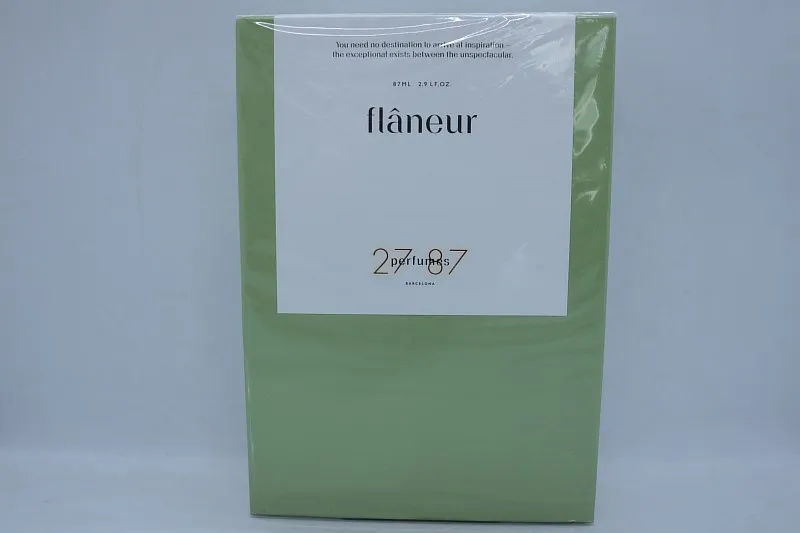 You need no destination to arrive at inspiration –
the exceptional exists between the unspectacular.
87ML 2,9 LF.OZ.
flâneur
27 87
perfumes
BARCELONA